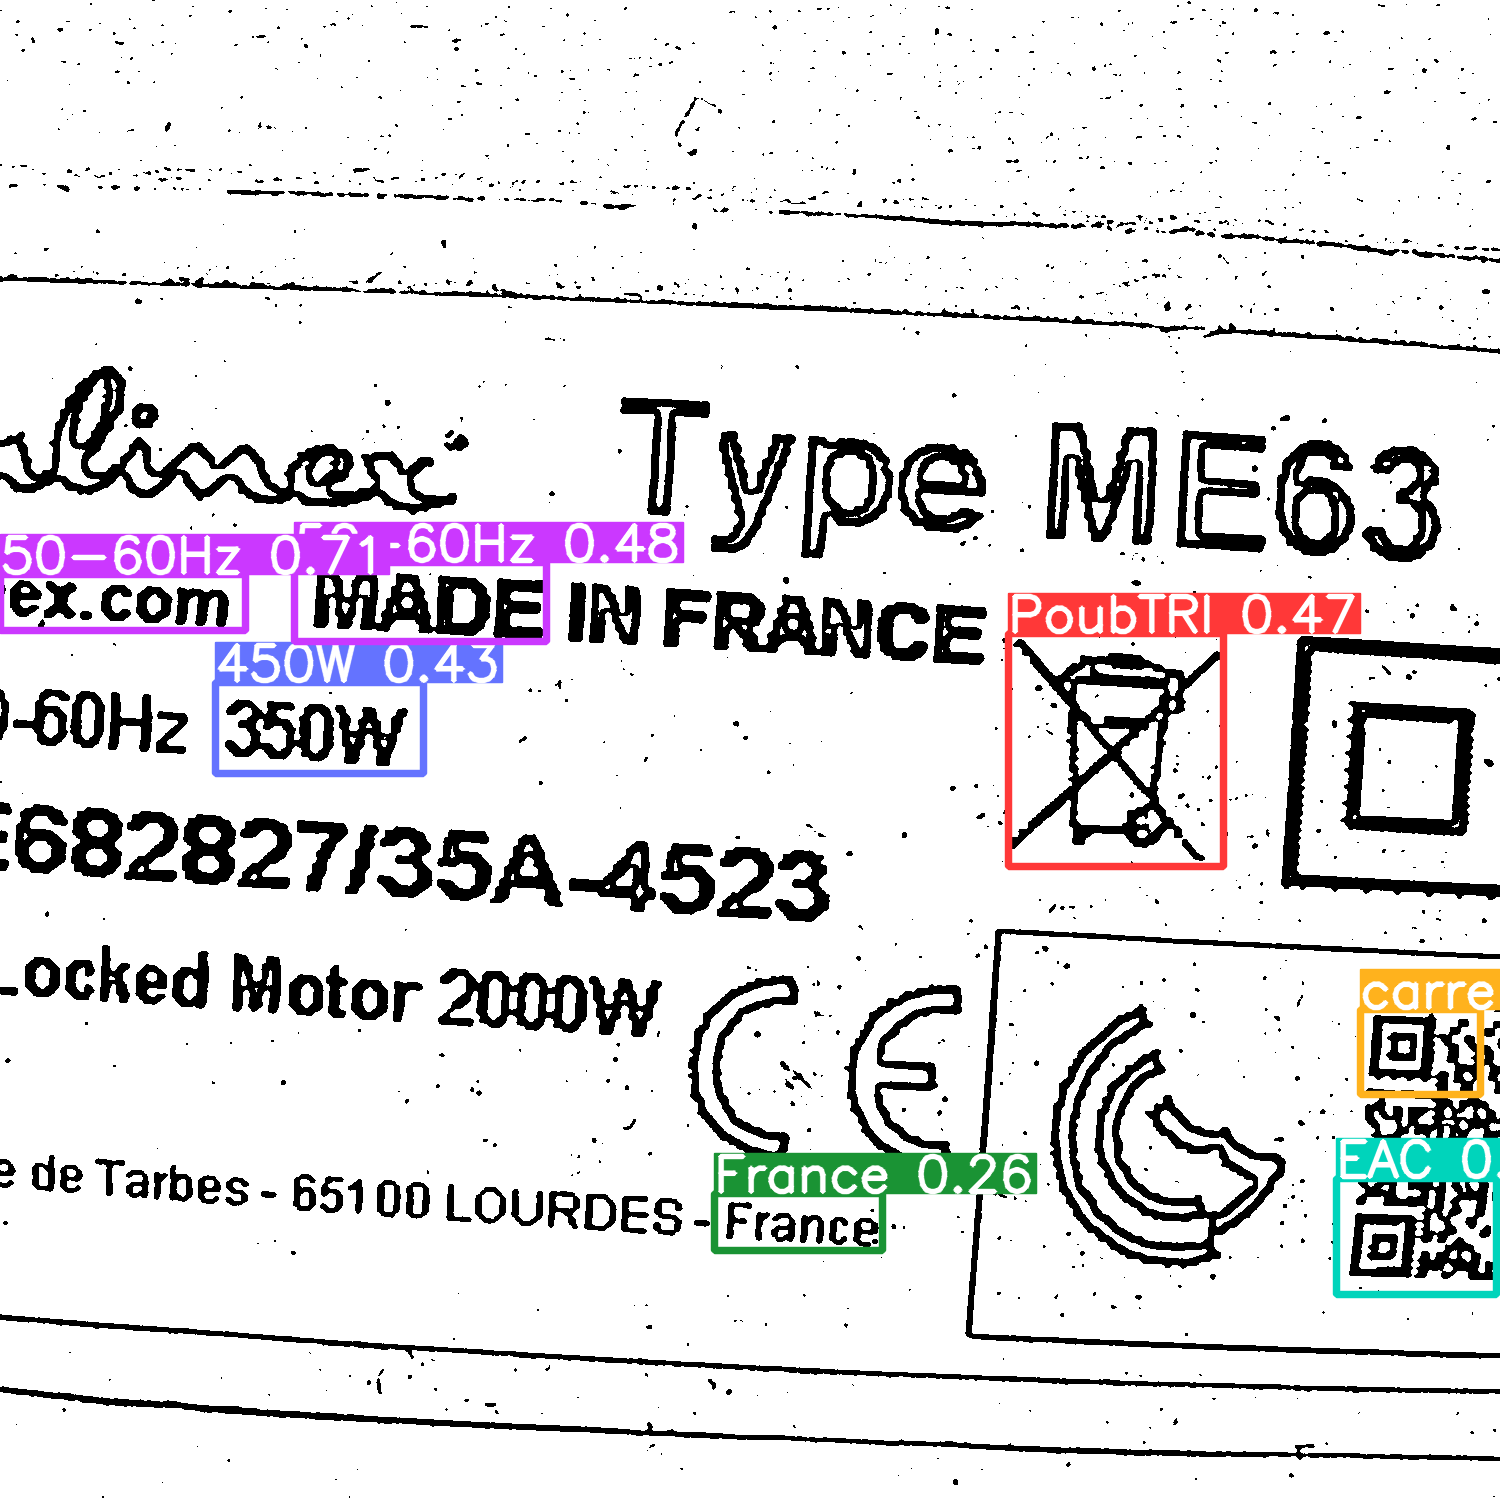 linex Type ME63
50-60Hz 0.71 -60Hz 0.48
ex.com MADE IN FRANCE
PoubTRI 0.47
450W 0.43
-60Hz 350W
E682827/35A-4523
Locked Motor 2000W
CE
carre
EAC 0.
e de Tarbes - 65100 LOURDES - France
France 0.26